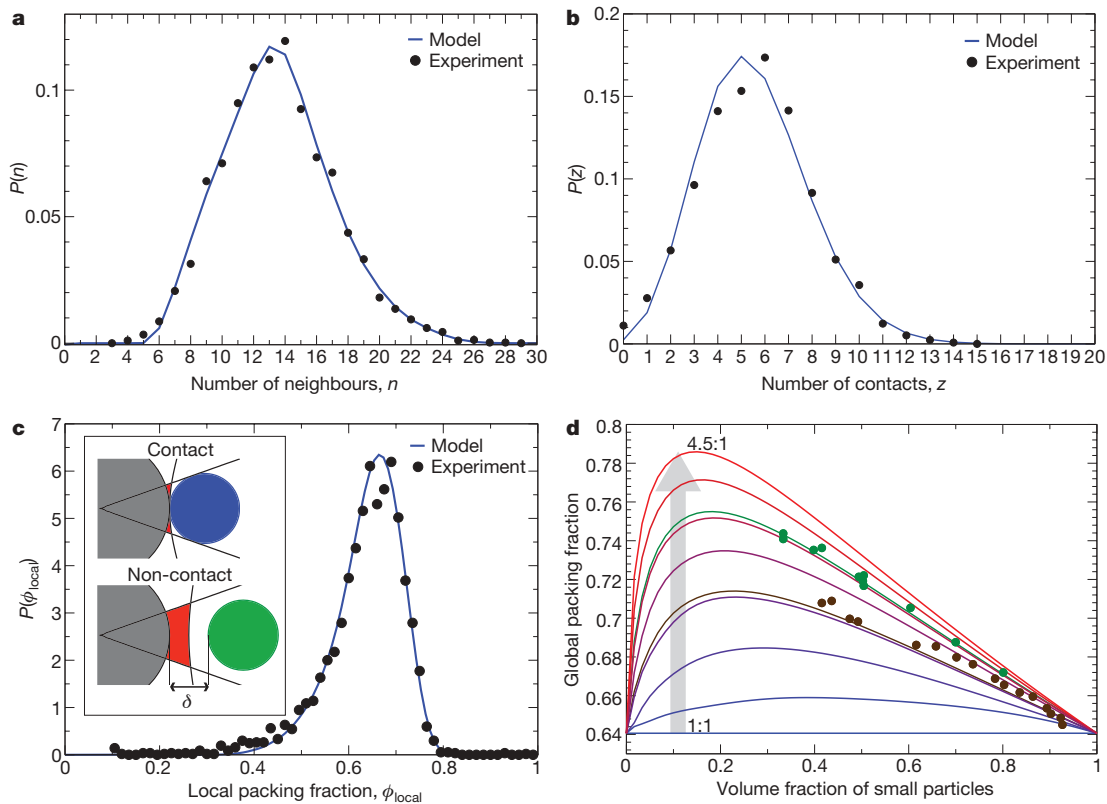 a
0.1
0.05
0
P(n)
Model
Experiment
0 1 2 3 4 5 6 7 8 9 10 11 12 13 14 15 16 17 18 19 20 21 22 23 24 25 26 27 28 29 30
Number of neighbours, n
b
0.2
0.15
0.1
0.05
0
P(z)
Model
Experiment
0 1 2 3 4 5 6 7 8 9 10 11 12 13 14 15 16 17 18 19 20
Number of contacts, z
c
7
6
5
4
3
2
1
0
P(ϕlocal)
Contact
Non-contact
δ
Model
Experiment
0 0.2 0.4 0.6 0.8 1
Local packing fraction, ϕlocal
d
0.8
0.78
0.76
0.74
0.72
0.70
0.68
0.66
0.64
Global packing fraction
4.5:1
1:1
0 0.2 0.4 0.6 0.8 1
Volume fraction of small particles